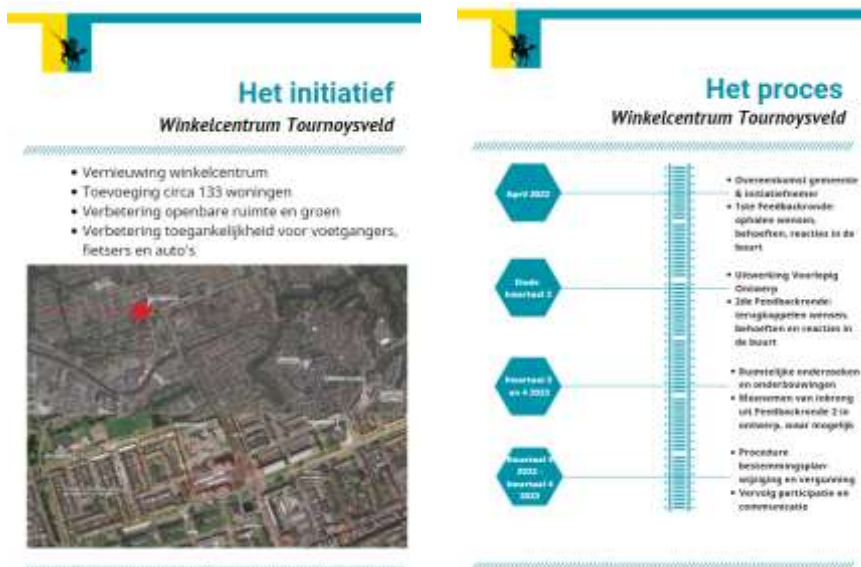 Het initiatief
Winkelcentrum Tournoysveld
• Vernieuwing winkelcentrum
• Toevoeging circa 133 woningen
• Verbetering openbare ruimte en groen
• Verbetering toegankelijkheid voor voetgangers,
fietsers en auto's
Het proces
Winkelcentrum Tournoysveld
April 2022
• Overeenkomst gemeente
& initiatiefnemer
• 1ste Feedbackronde:
ophalen wensen,
behoeften, reacties in de
buurt
Einde
kwartaal 2
• Uitwerking Voorlopig
Ontwerp
• 2de Feedbackronde:
terugkoppelen wensen,
behoeften en reacties in
de buurt
Kwartaal 3
en 4 2022
• Ruimtelijke onderzoeken
en onderbouwingen
• Meenemen van inbreng
uit Feedbackronde 2 in
ontwerp, waar mogelijk
2022 -
kwartaal 4
2023
• Procedure
bestemmingsplan-
wijziging en vergunning
• Vervolg participatie en
communicatie